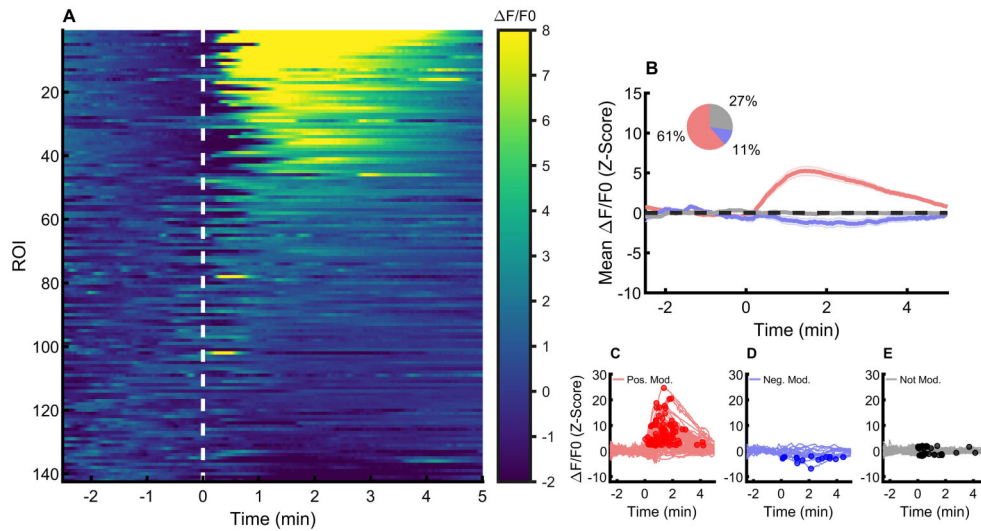 A
ΔF/F0
ROI
20
40
60
80
100
120
140
-2 -1 0 1 2 3 4 5
Time (min)
8
7
6
5
4
3
2
1
0
-1
-2
B
Mean ΔF/F0 (Z-Score)
15
10
5
0
-5
-10
27%
61%
11%
-2 0 2 4
Time (min)
C
Pos. Mod.
ΔF/F0 (Z-Score)
30
20
10
0
-10
-2 0 2 4
Time (min)
D
Neg. Mod.
30
20
10
0
-10
-2 0 2 4
Time (min)
E
Not Mod.
30
20
10
0
-10
-2 0 2 4
Time (min)